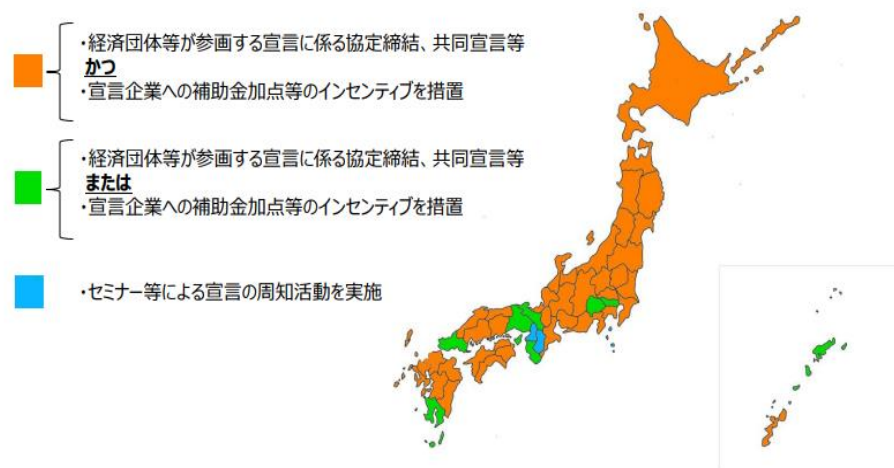 ・経済団体等が参画する宣言に係る協定締結、共同宣言等
かつ
・宣言企業への補助金加点等のインセンティブを措置
・経済団体等が参画する宣言に係る協定締結、共同宣言等
または
・宣言企業への補助金加点等のインセンティブを措置
・セミナー等による宣言の周知活動を実施